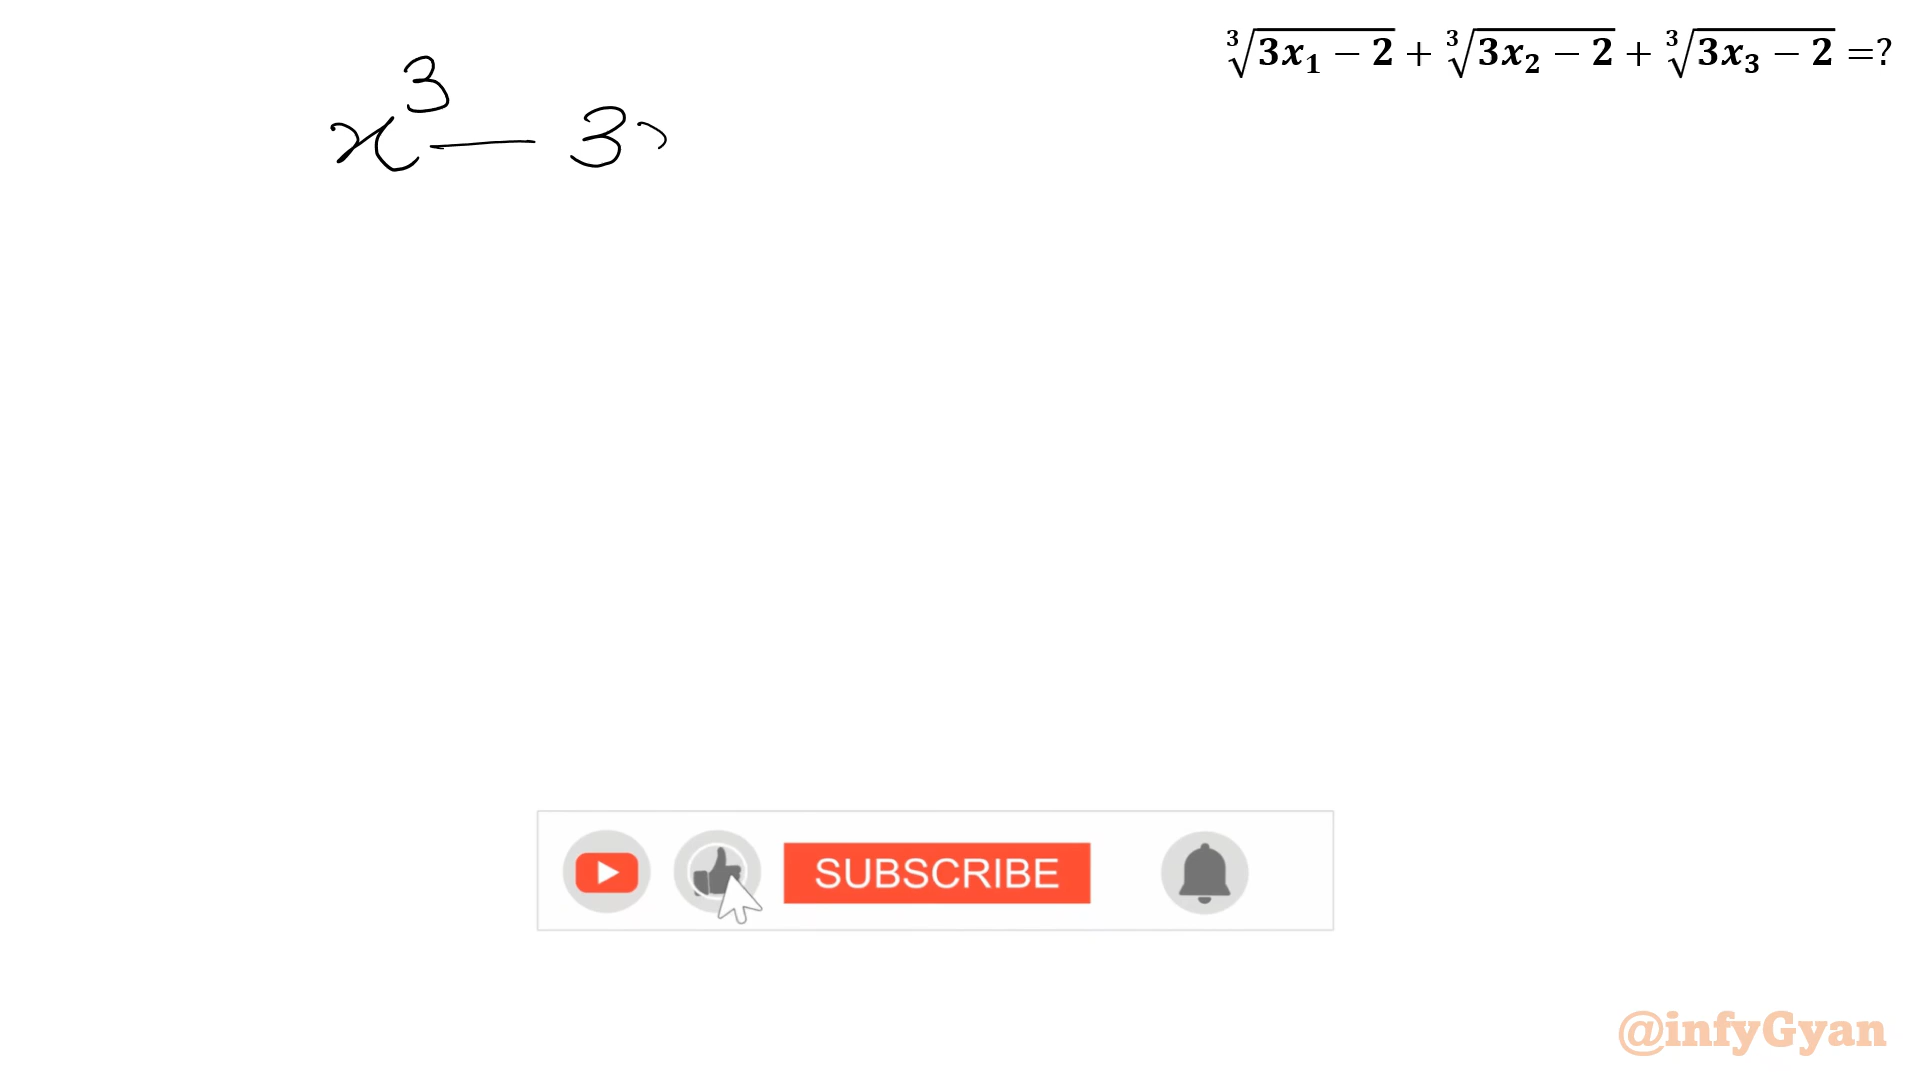 ∛(3x₁ − 2) + ∛(3x₂ − 2) + ∛(3x₃ − 2) =?
x³ — 3
SUBSCRIBE
@infyGyan